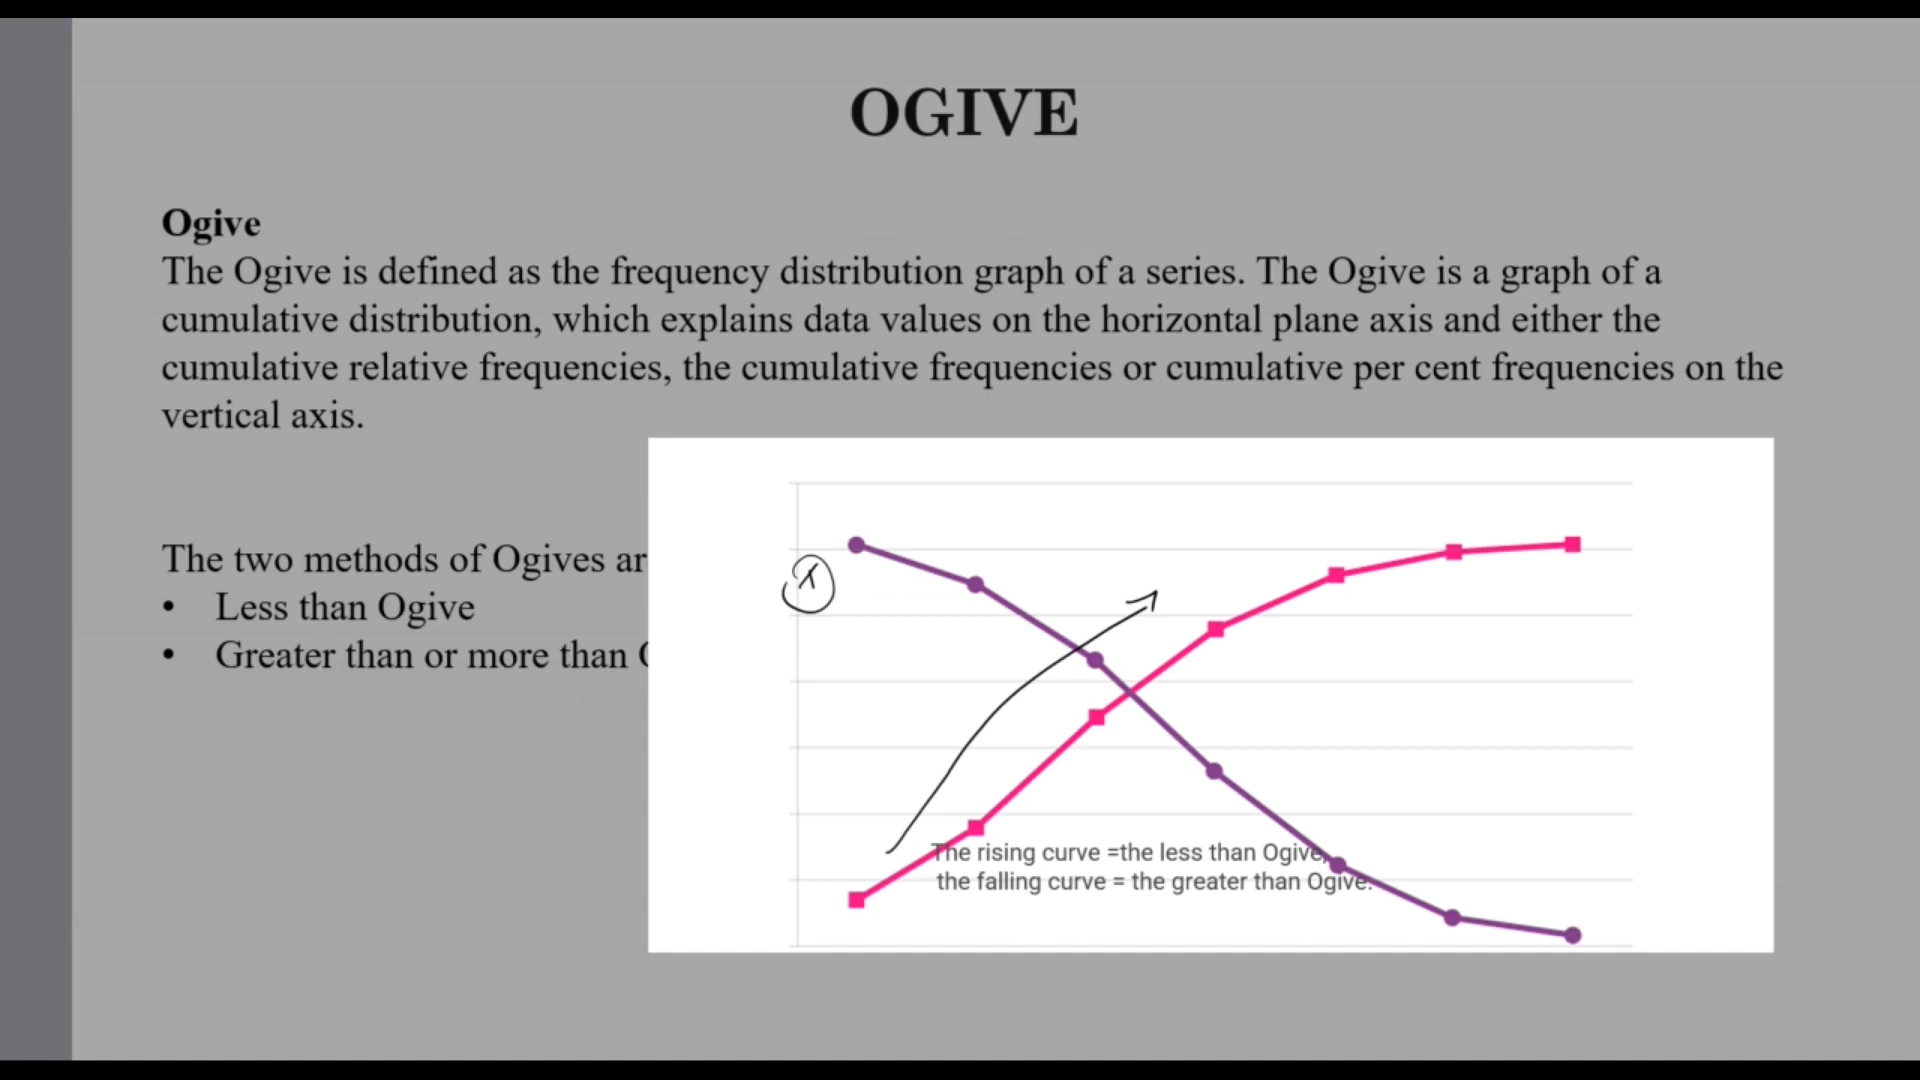 OGIVE
Ogive
The Ogive is defined as the frequency distribution graph of a series. The Ogive is a graph of a
cumulative distribution, which explains data values on the horizontal plane axis and either the
cumulative relative frequencies, the cumulative frequencies or cumulative per cent frequencies on the
vertical axis.
The two methods of Ogives ar
• Less than Ogive
• Greater than or more than
The rising curve =the less than Ogive,
the falling curve = the greater than Ogive.